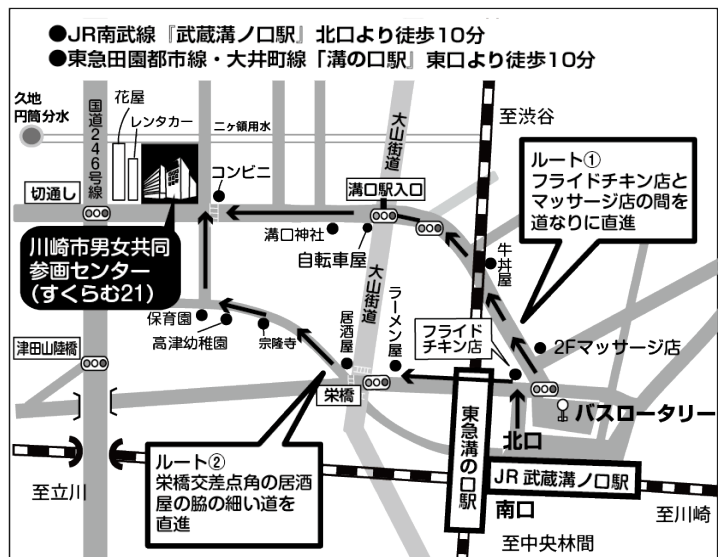 ●JR南武線『武蔵溝ノ口駅』北口より徒歩10分
●東急田園都市線・大井町線「溝の口駅』東口より徒歩10分
久地
円筒分水
国道246号線
花屋
レンタカー
二ヶ領用水
大山街道
至渋谷
コンビニ
切通し
溝口駅入口
ルート①
フライドチキン店と
マッサージ店の間を
道なりに直進
川崎市男女共同
参画センター
(すくらむ21)
溝口神社
自転車屋
牛丼屋
大山街道
保育園
高津幼稚園
宗隆寺
居酒屋
ラーメン屋
フライド
チキン店
2Fマッサージ店
津田山陸橋
栄橋
バスロータリー
北口
東急溝の口駅
ルート②
栄橋交差点角の居酒
屋の脇の細い道を
直進
JR 武蔵溝ノ口駅
南口
至立川
至川崎
至中央林間